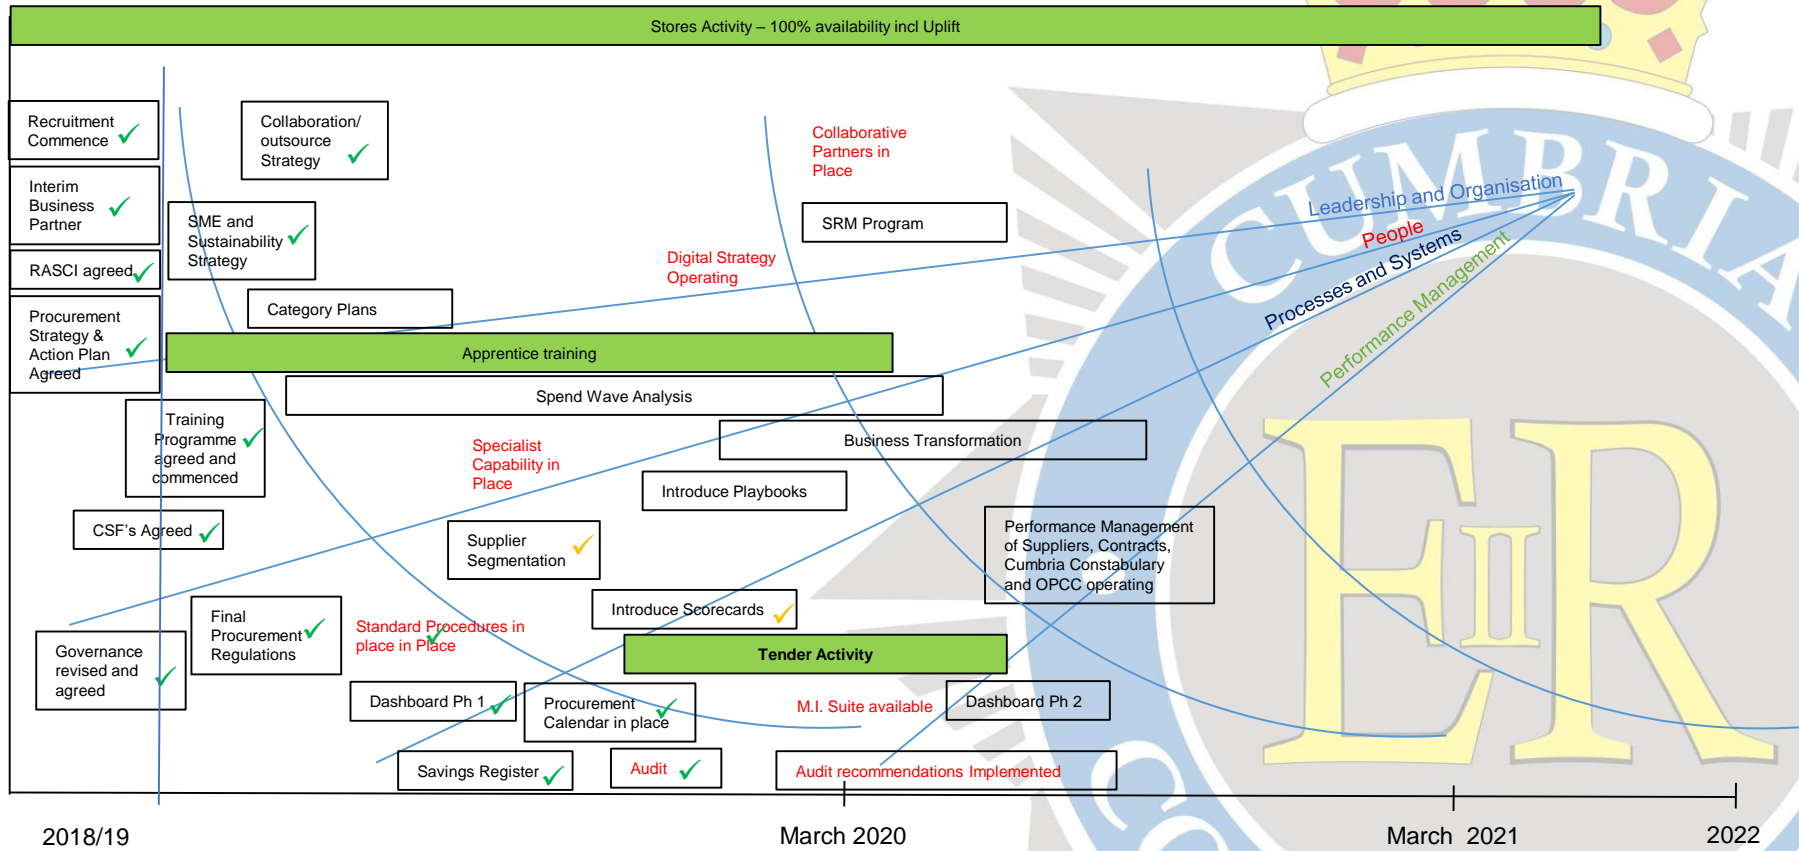 Stores Activity – 100% availability incl Uplift
Recruitment
Commence
Collaboration/
outsource
Strategy
Collaborative
Partners in
Place
Interim
Business
Partner
SME and
Sustainability
Strategy
SRM Program
Leadership and Organisation
People
Processes and Systems
Performance Management
RASCI agreed
Digital Strategy
Operating
Procurement
Strategy &
Action Plan
Agreed
Category Plans
Apprentice training
Spend Wave Analysis
Training
Programme
agreed and
commenced
Specialist
Capability in
Place
Business Transformation
Introduce Playbooks
CSF's Agreed
Supplier
Segmentation
Performance Management
of Suppliers, Contracts,
Cumbria Constabulary
and OPCC operating
Introduce Scorecards
Final
Procurement
Regulations
Standard Procedures in
place in Place
Governance
revised and
agreed
Tender Activity
Dashboard Ph 1
Procurement
Calendar in place
M.I. Suite available
Dashboard Ph 2
Savings Register
Audit
Audit recommendations Implemented
2018/19
March 2020
March 2021
2022
CUMBRIA
EIIR
CO